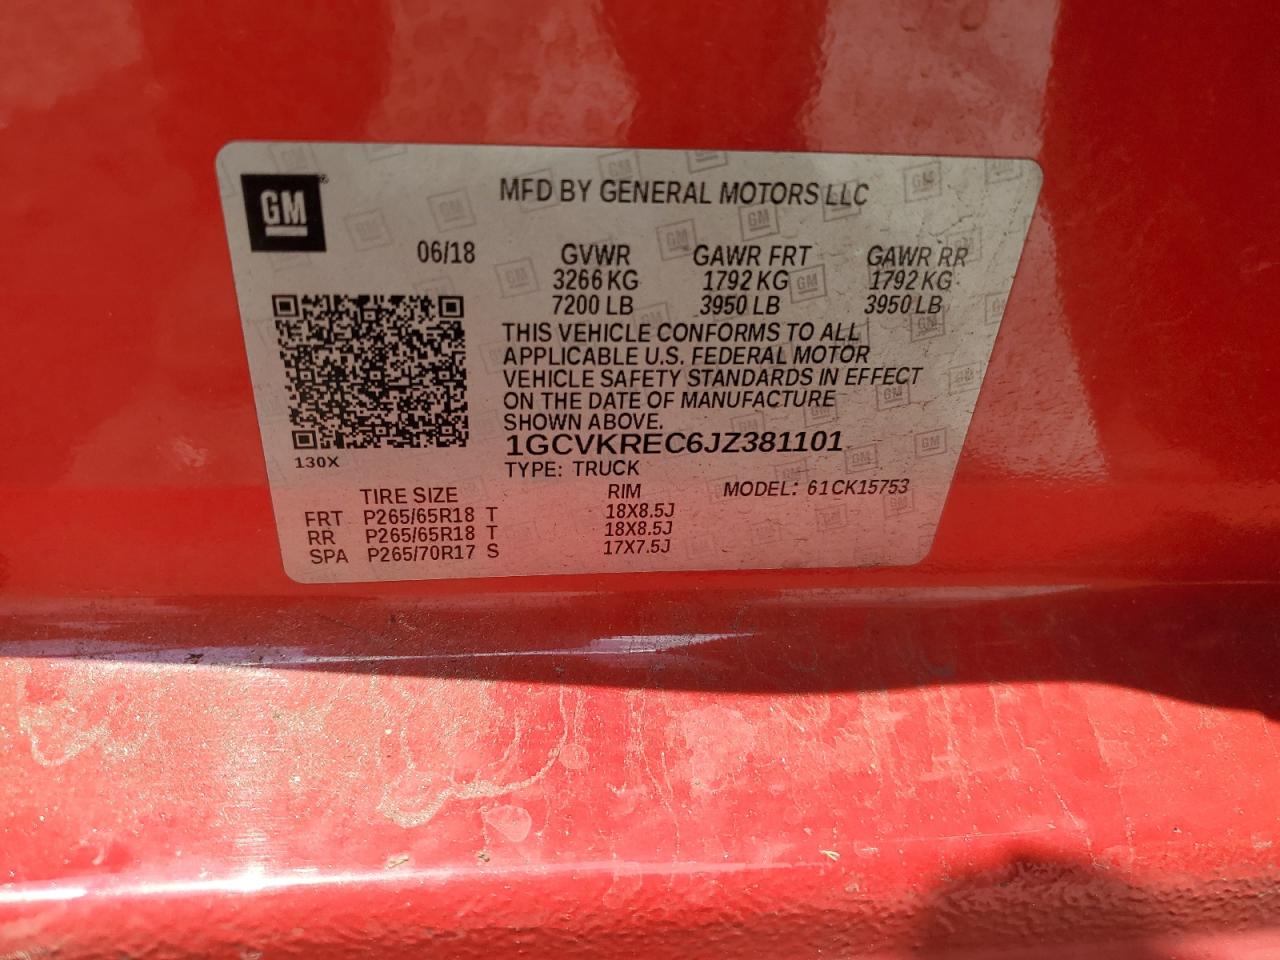 GM®
MFD BY GENERAL MOTORS LLC
06/18 GVWR GAWR FRT GAWR RR
3266 KG 1792 KG 1792 KG
7200 LB 3950 LB 3950 LB
THIS VEHICLE CONFORMS TO ALL
APPLICABLE U.S. FEDERAL MOTOR
VEHICLE SAFETY STANDARDS IN EFFECT
ON THE DATE OF MANUFACTURE
SHOWN ABOVE.
1GCVKREC6JZ381101
130X
TYPE: TRUCK
TIRE SIZE RIM MODEL: 61CK15753
FRT P265/65R18 T 18X8.5J
RR P265/65R18 T 18X8.5J
SPA P265/70R17 S 17X7.5J